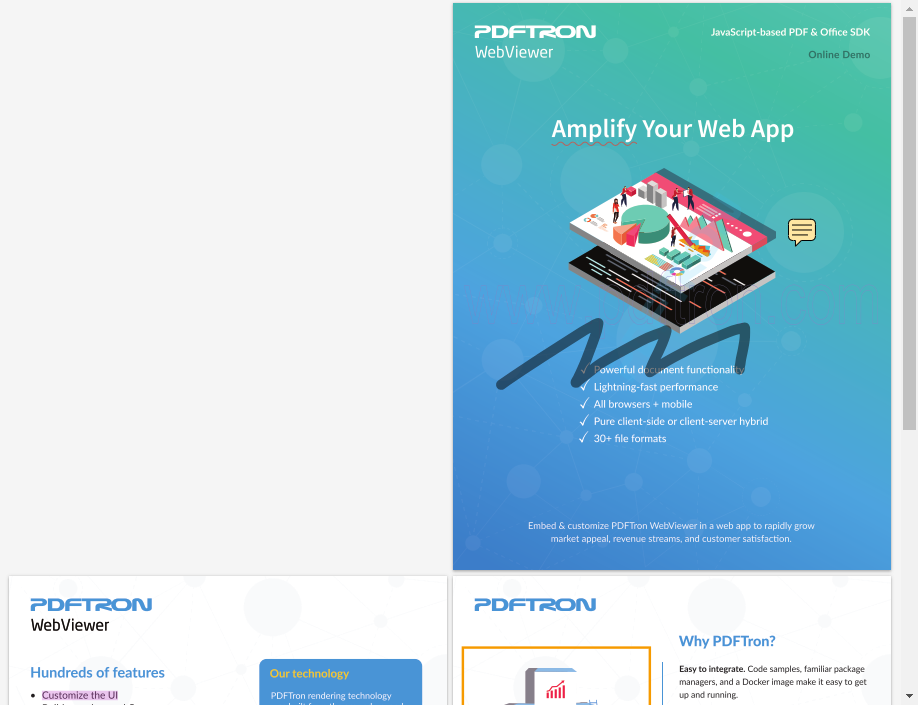 PDFTRON
WebViewer
JavaScript-based PDF & Office SDK
Online Demo
Amplify Your Web App
Powerful document functionality
Lightning-fast performance
All browsers + mobile
Pure client-side or client-server hybrid
30+ file formats
Embed & customize PDFTron WebViewer in a web app to rapidly grow
market appeal, revenue streams, and customer satisfaction.
PDFTRON
WebViewer
Hundreds of features
Customize the UI
Our technology
PDFTron rendering technology
PDFTRON
Why PDFTron?
Easy to integrate. Code samples, familiar package
managers, and a Docker image make it easy to get
up and running.